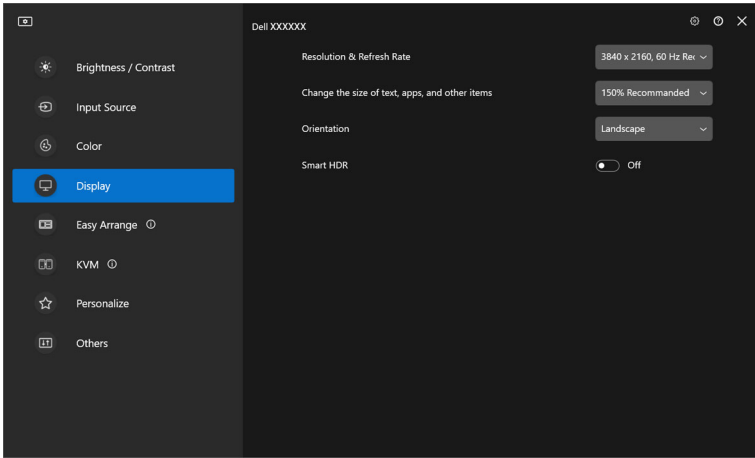 Dell XXXXXX
Brightness / Contrast
Input Source
Color
Display
Easy Arrange
KVM
Personalize
Others
Resolution & Refresh Rate
3840 x 2160, 60 Hz Rec
Change the size of text, apps, and other items
150% Recommanded
Orientation
Landscape
Smart HDR
Off